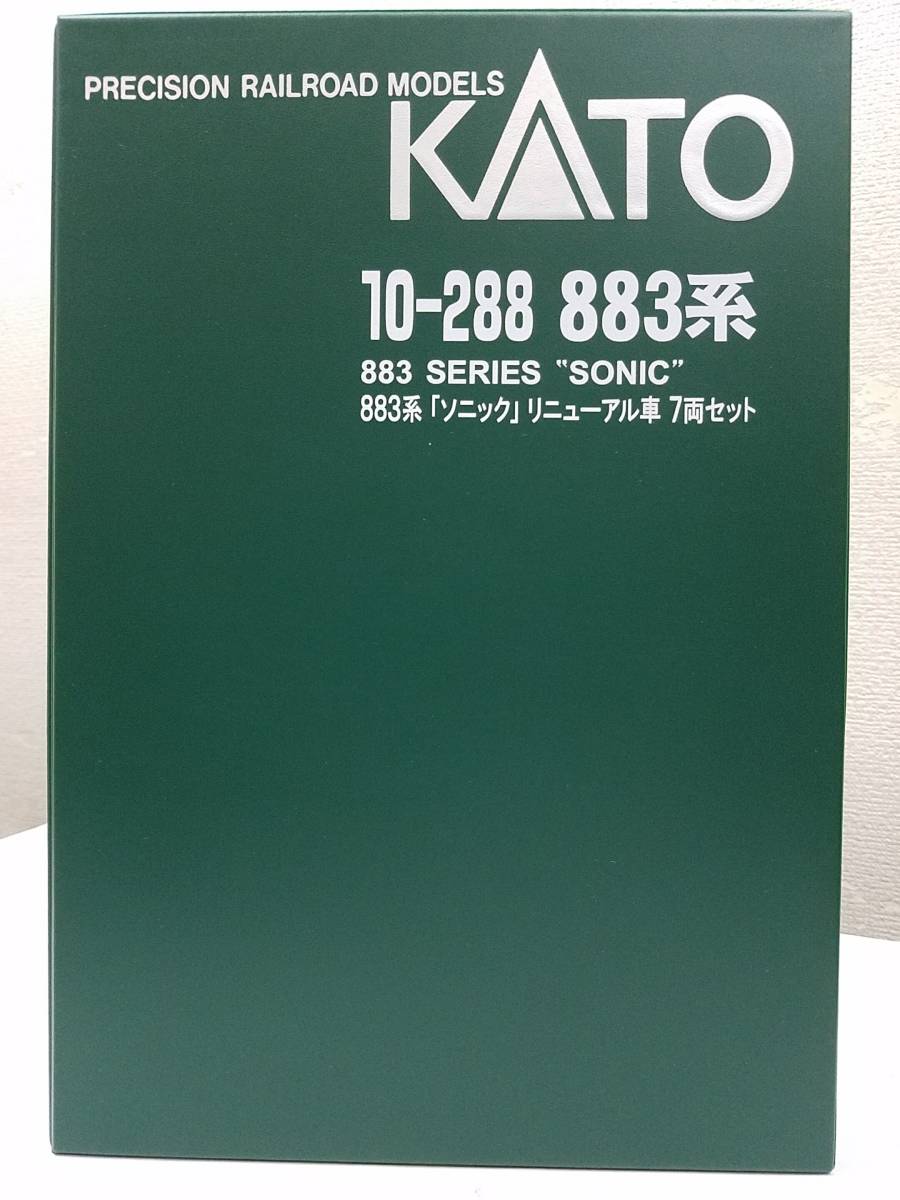 PRECISION RAILROAD MODELS
KATO
10-288 883系
883 SERIES “SONIC”
883系「ソニック」リニューアル車 7両セット